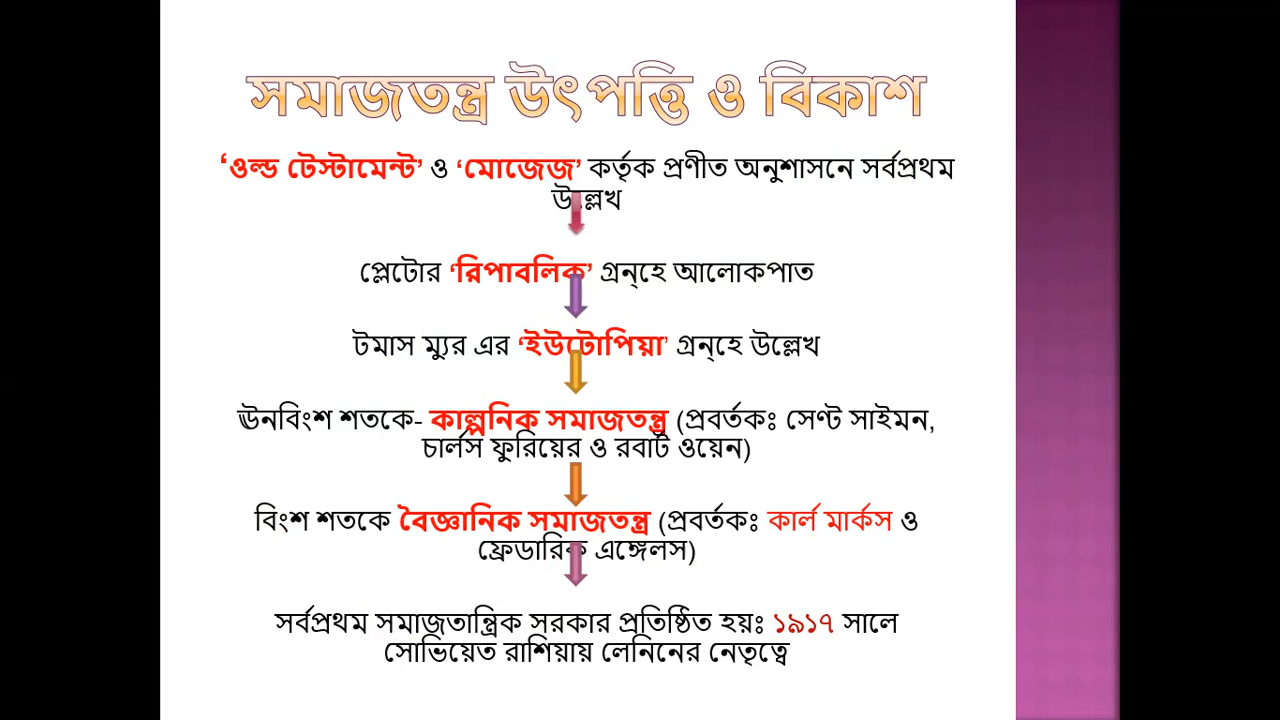 সমাজতন্ত্র উৎপত্তি ও বিকাশ
‘ওল্ড টেস্টামেন্ট’ ও ‘মোজেজ’ কর্তৃক প্রণীত অনুশাসনে সর্বপ্রথম
উল্লেখ
প্লেটোর ‘রিপাবলিক’ গ্রন্হে আলোকপাত
টমাস ম্যুর এর ‘ইউটোপিয়া’ গ্রন্হে উল্লেখ
ঊনবিংশ শতকে- কাল্পনিক সমাজতন্ত্র (প্রবর্তকঃ সেণ্ট সাইমন,
চার্লস ফুরিয়ের ও রবার্ট ওয়েন)
বিংশ শতকে বৈজ্ঞানিক সমাজতন্ত্র (প্রবর্তকঃ কার্ল মার্কস ও
ফ্রেডারিক এঙ্গেলস)
সর্বপ্রথম সমাজতান্ত্রিক সরকার প্রতিষ্ঠিত হয়ঃ ১৯১৭ সালে
সোভিয়েত রাশিয়ায় লেনিনের নেতৃত্বে